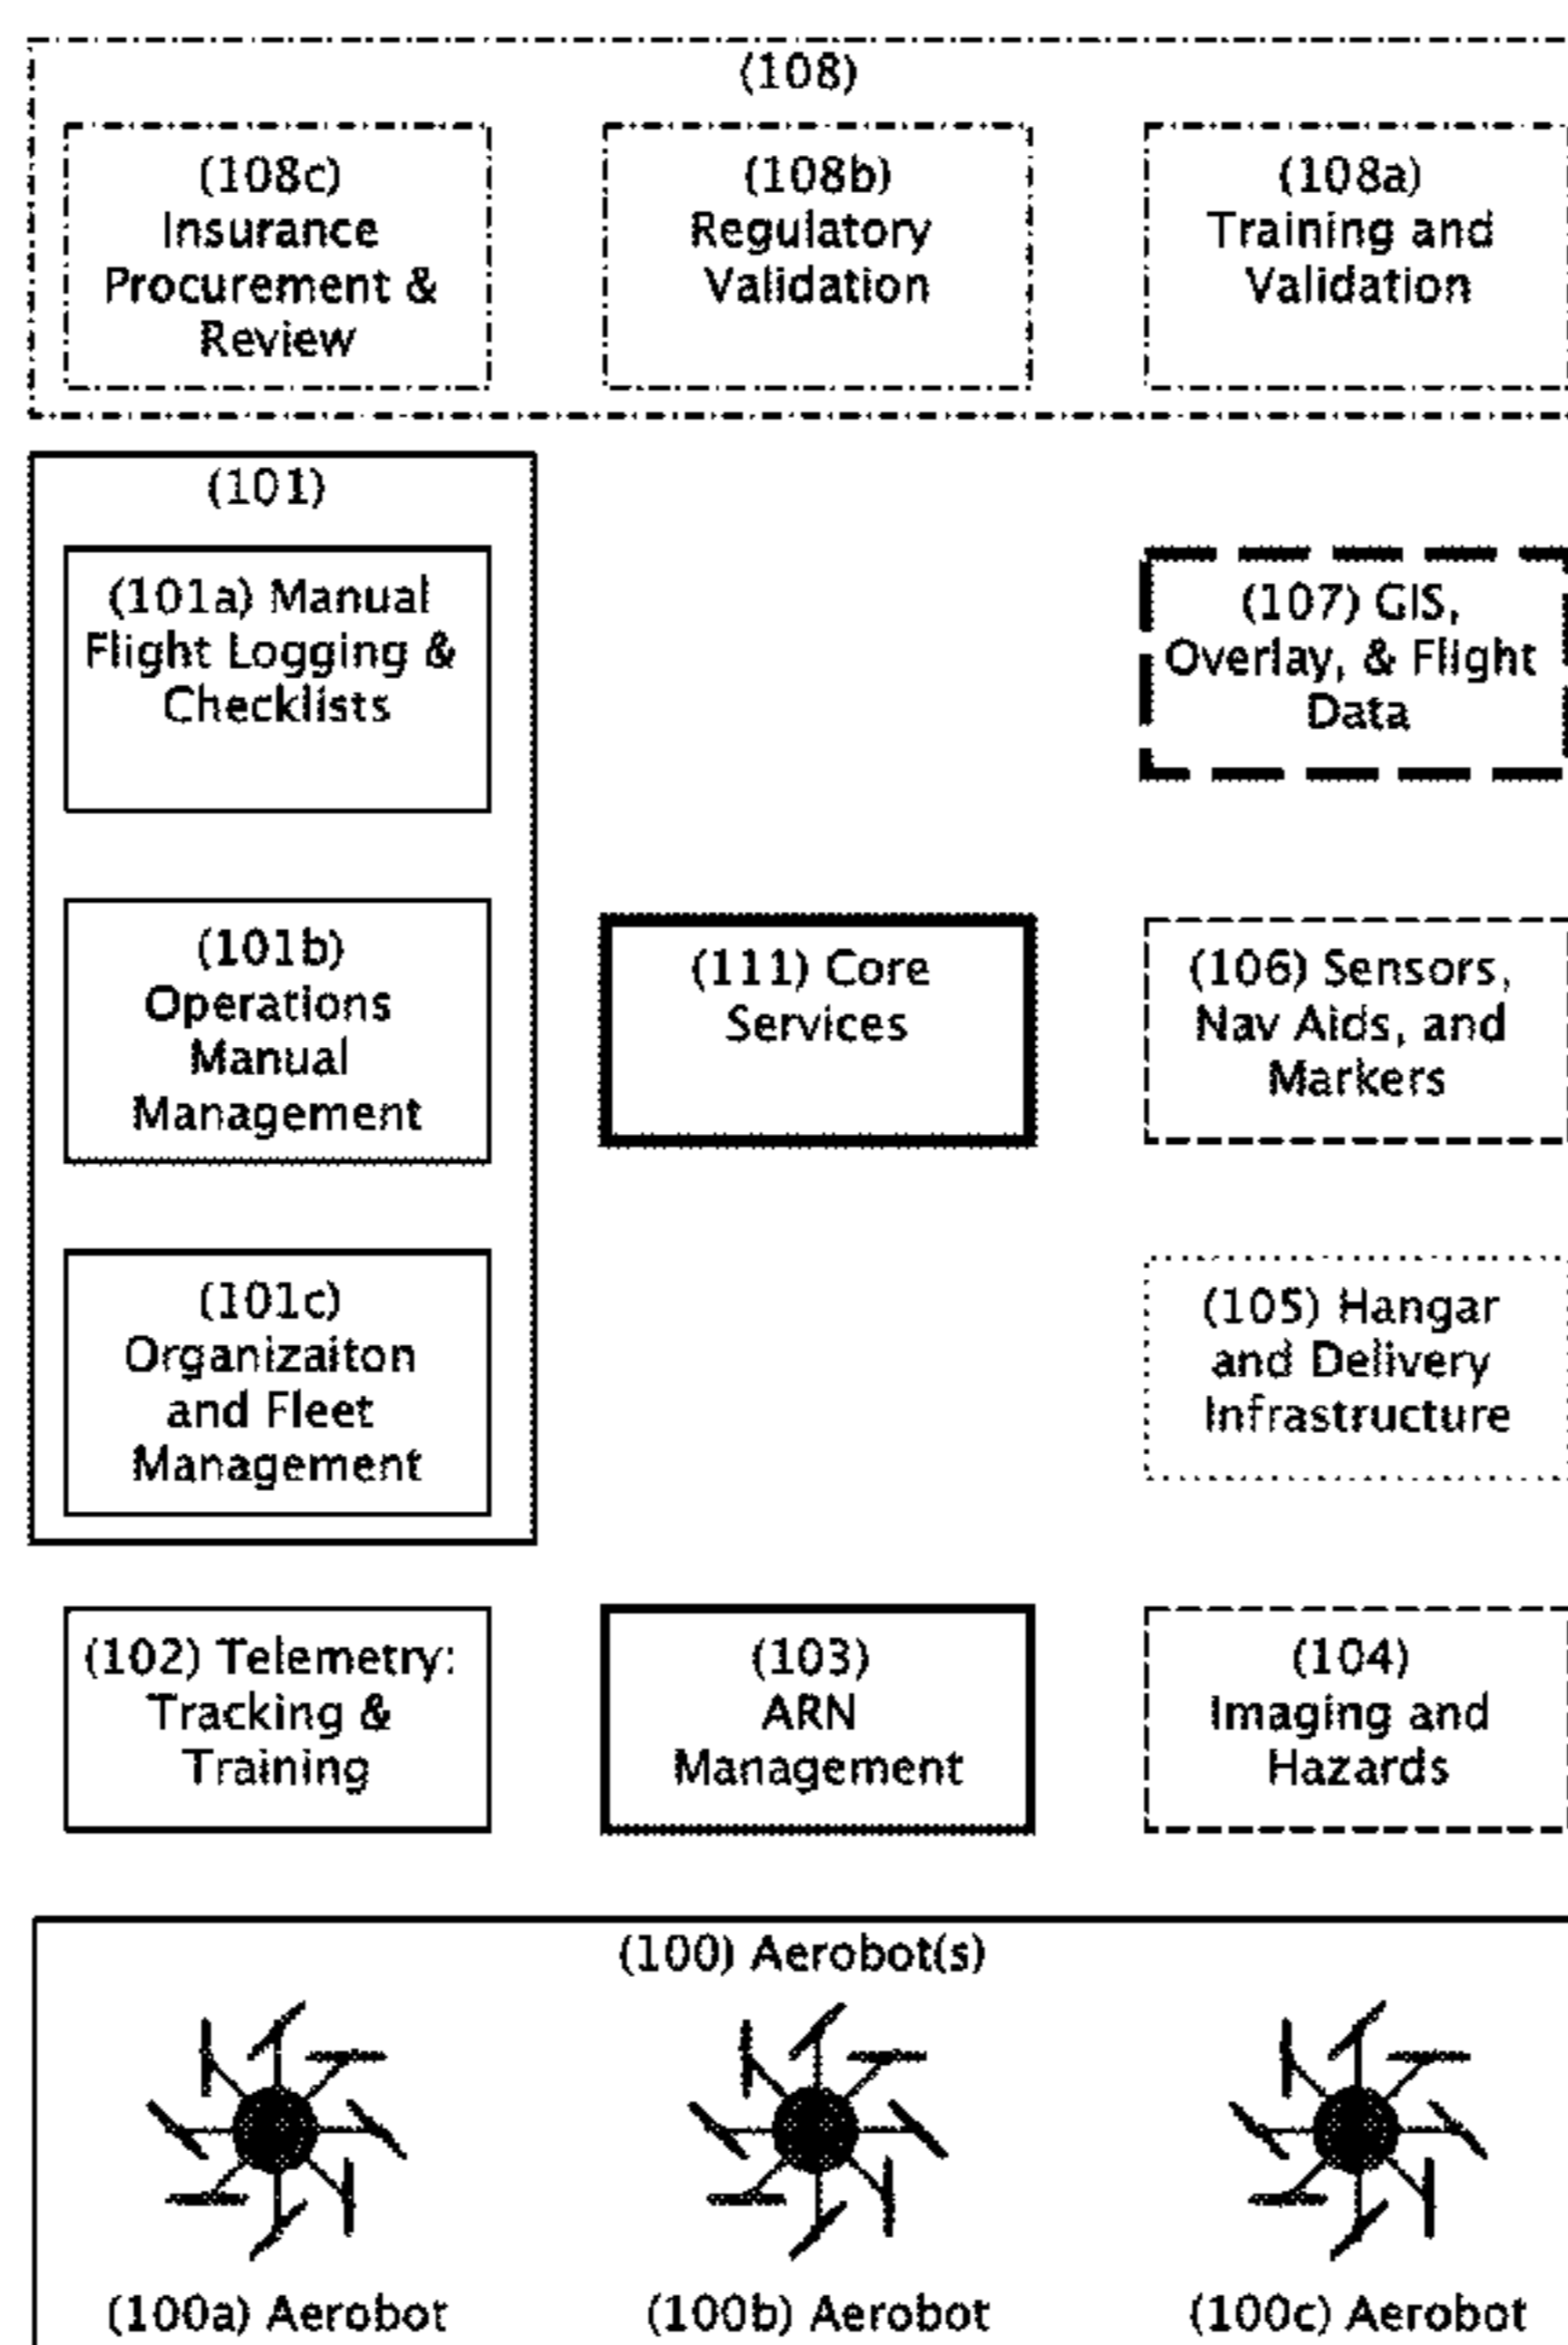 (108)
(108c)
Insurance
Procurement &
Review
(108b)
Regulatory
Validation
(108a)
Training and
Validation
(101)
(101a) Manual
Flight Logging &
Checklists
(101b)
Operations
Manual
Management
(101c)
Organizaiton
and Fleet
Management
(107) GIS,
Overlay, & Flight
Data
(111) Core
Services
(106) Sensors,
Nav Aids, and
Markers
(105) Hangar
and Delivery
Infrastructure
(102) Telemetry:
Tracking &
Training
(103)
ARN
Management
(104)
Imaging and
Hazards
(100) Aerobot(s)
(100a) Aerobot
(100b) Aerobot
(100c) Aerobot